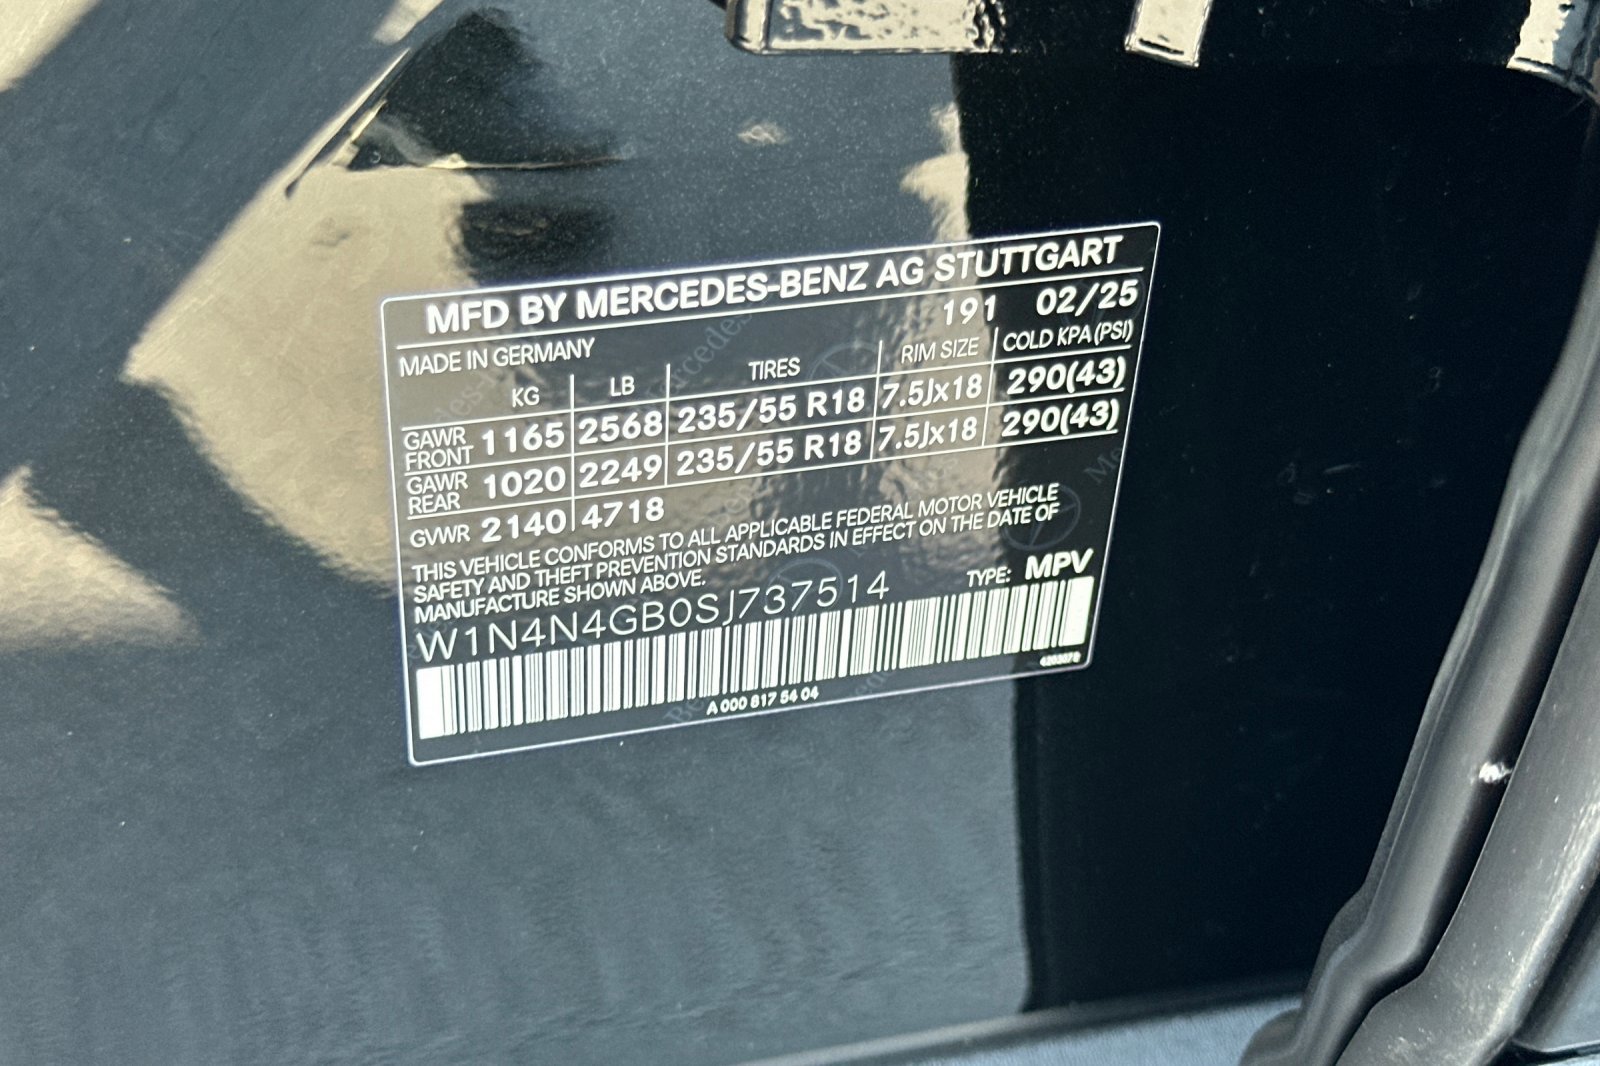 MFD BY MERCEDES-BENZ AG STUTTGART
191 02/25
MADE IN GERMANY
KG LB TIRES RIM SIZE COLD KPA(PSI)
GAWR FRONT 1165 2568 235/55 R18 7.5Jx18 290(43)
GAWR REAR 1020 2249 235/55 R18 7.5Jx18 290(43)
GVWR 2140 4718
THIS VEHICLE CONFORMS TO ALL APPLICABLE FEDERAL MOTOR VEHICLE
SAFETY AND THEFT PREVENTION STANDARDS IN EFFECT ON THE DATE OF
MANUFACTURE SHOWN ABOVE.
TYPE: MPV
W1N4N4GB0SJ737514
A 000 817 54 04